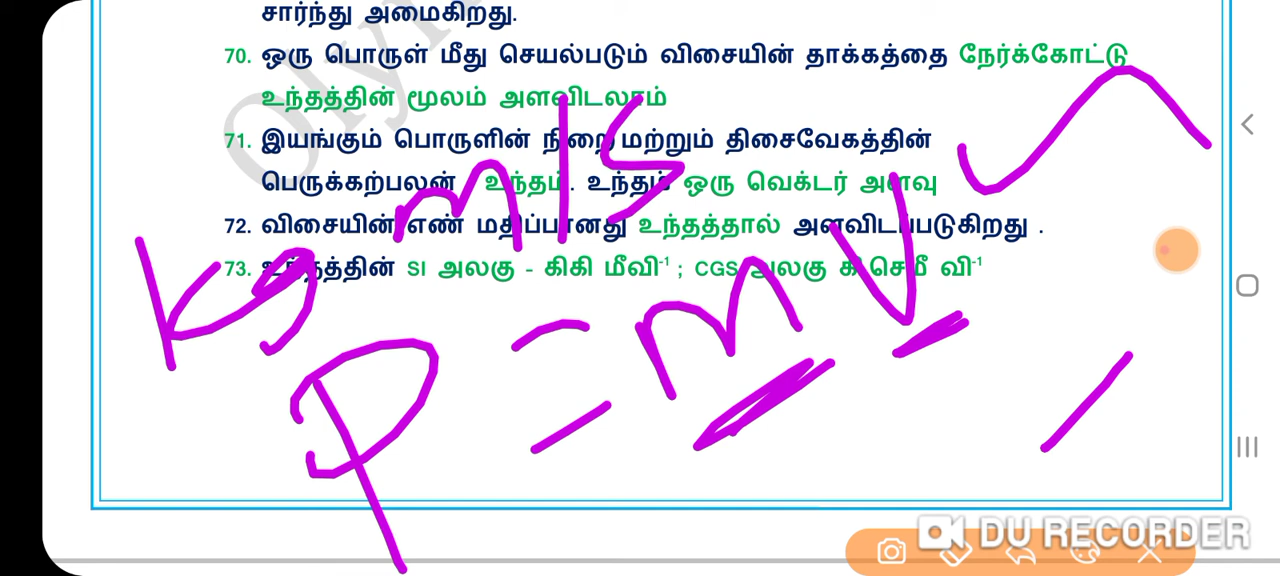 சார்ந்து அமைகிறது.
70. ஒரு பொருள் மீது செயல்படும் விசையின் தாக்கத்தை நேர்க்கோட்டு
உந்தத்தின் மூலம் அளவிடலாம்
71. இயங்கும் பொருளின் நிறை மற்றும் திசைவேகத்தின்
பெருக்கற்பலன் உந்தம். உந்தம் ஒரு வெக்டர் அளவு
72. விசையின் எண் மதிப்பானது உந்தத்தால் அளவிடப்படுகிறது .
73. உந்தத்தின் SI அலகு - கிகி மீவி⁻¹ ; CGS அலகு கி செமீ வி⁻¹
kg m/s
P = mv
Oly
DU RECORDER